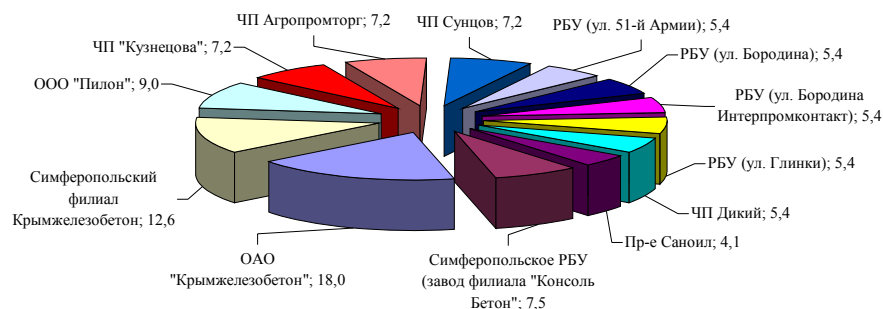 ЧП Агропромторг; 7,2
ЧП Сунцов; 7,2
РБУ (ул. 51-й Армии); 5,4
ЧП "Кузнецова"; 7,2
РБУ (ул. Бородина); 5,4
ООО "Пилон"; 9,0
РБУ (ул. Бородина
Интерпромконтакт); 5,4
РБУ (ул. Глинки); 5,4
Симферопольский
филиал
Крымжелезобетон; 12,6
ЧП Дикий; 5,4
Пр-е Саноил; 4,1
ОАО
"Крымжелезобетон"; 18,0
Симферопольское РБУ
(завод филиала "Консоль
Бетон"; 7,5